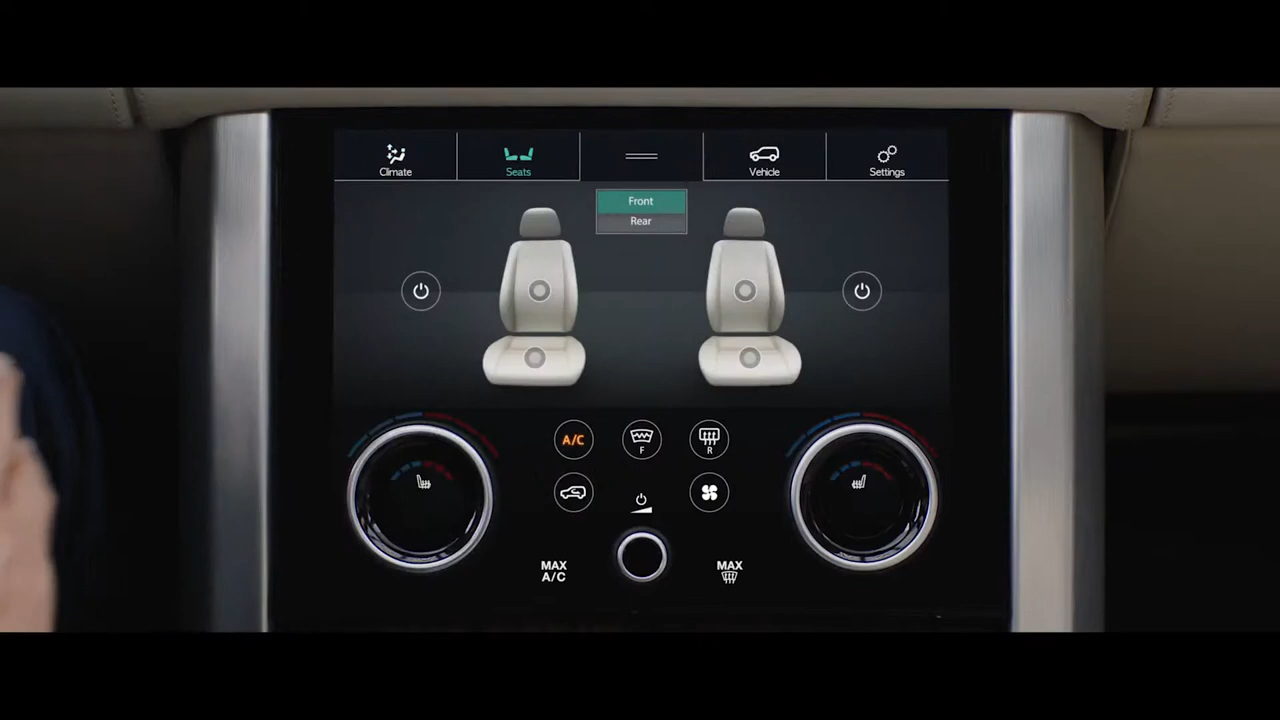 Climate
Seats
Vehicle
Settings
Front
Rear
A/C
F
R
MAX
A/C
MAX